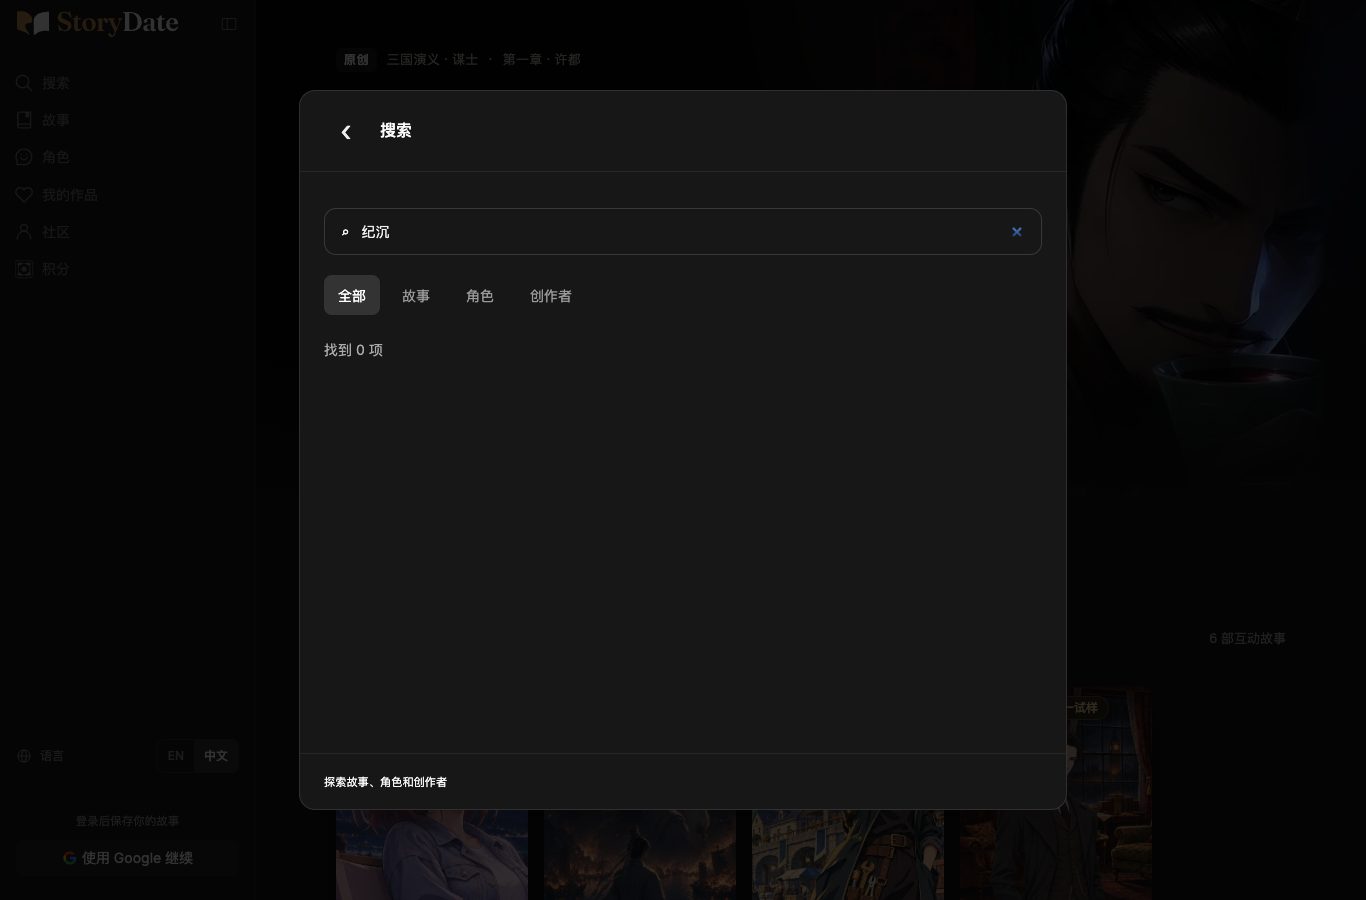 StoryDate
搜索
故事
角色
我的作品
社区
积分
语言
EN 中文
登录后保存你的故事
使用 Google 继续
原创 三国演义 · 谋士 · 第一章 · 许都
搜索
纪沉
全部 故事 角色 创作者
找到 0 项
探索故事、角色和创作者
6 部互动故事
试样